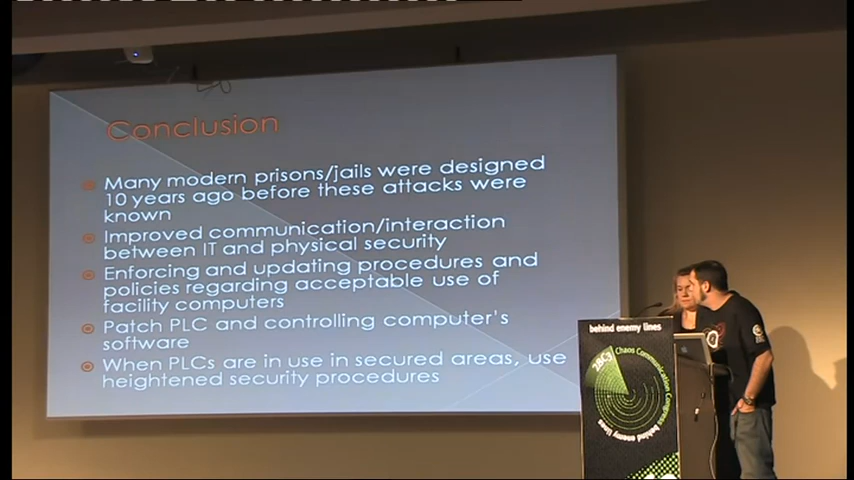 Conclusion
Many modern prisons/jails were designed
10 years ago before these attacks were
known
Improved communication/interaction
between IT and physical security
Enforcing and updating procedures and
policies regarding acceptable use of
facility computers
Patch PLC and controlling computer's
software
When PLCs are in use in secured areas, use
heightened security procedures
behind enemy lines
28C3
Chaos Communication Congress
behind enemy lines